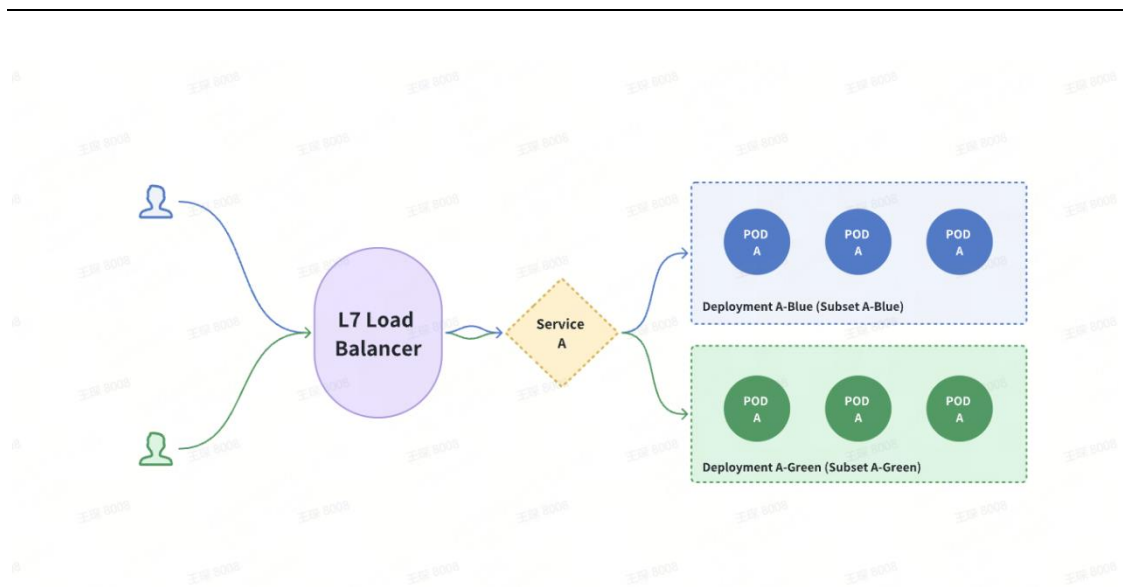 L7 Load
Balancer
Service
A
POD
A
POD
A
POD
A
Deployment A-Blue (Subset A-Blue)
POD
A
POD
A
POD
A
Deployment A-Green (Subset A-Green)